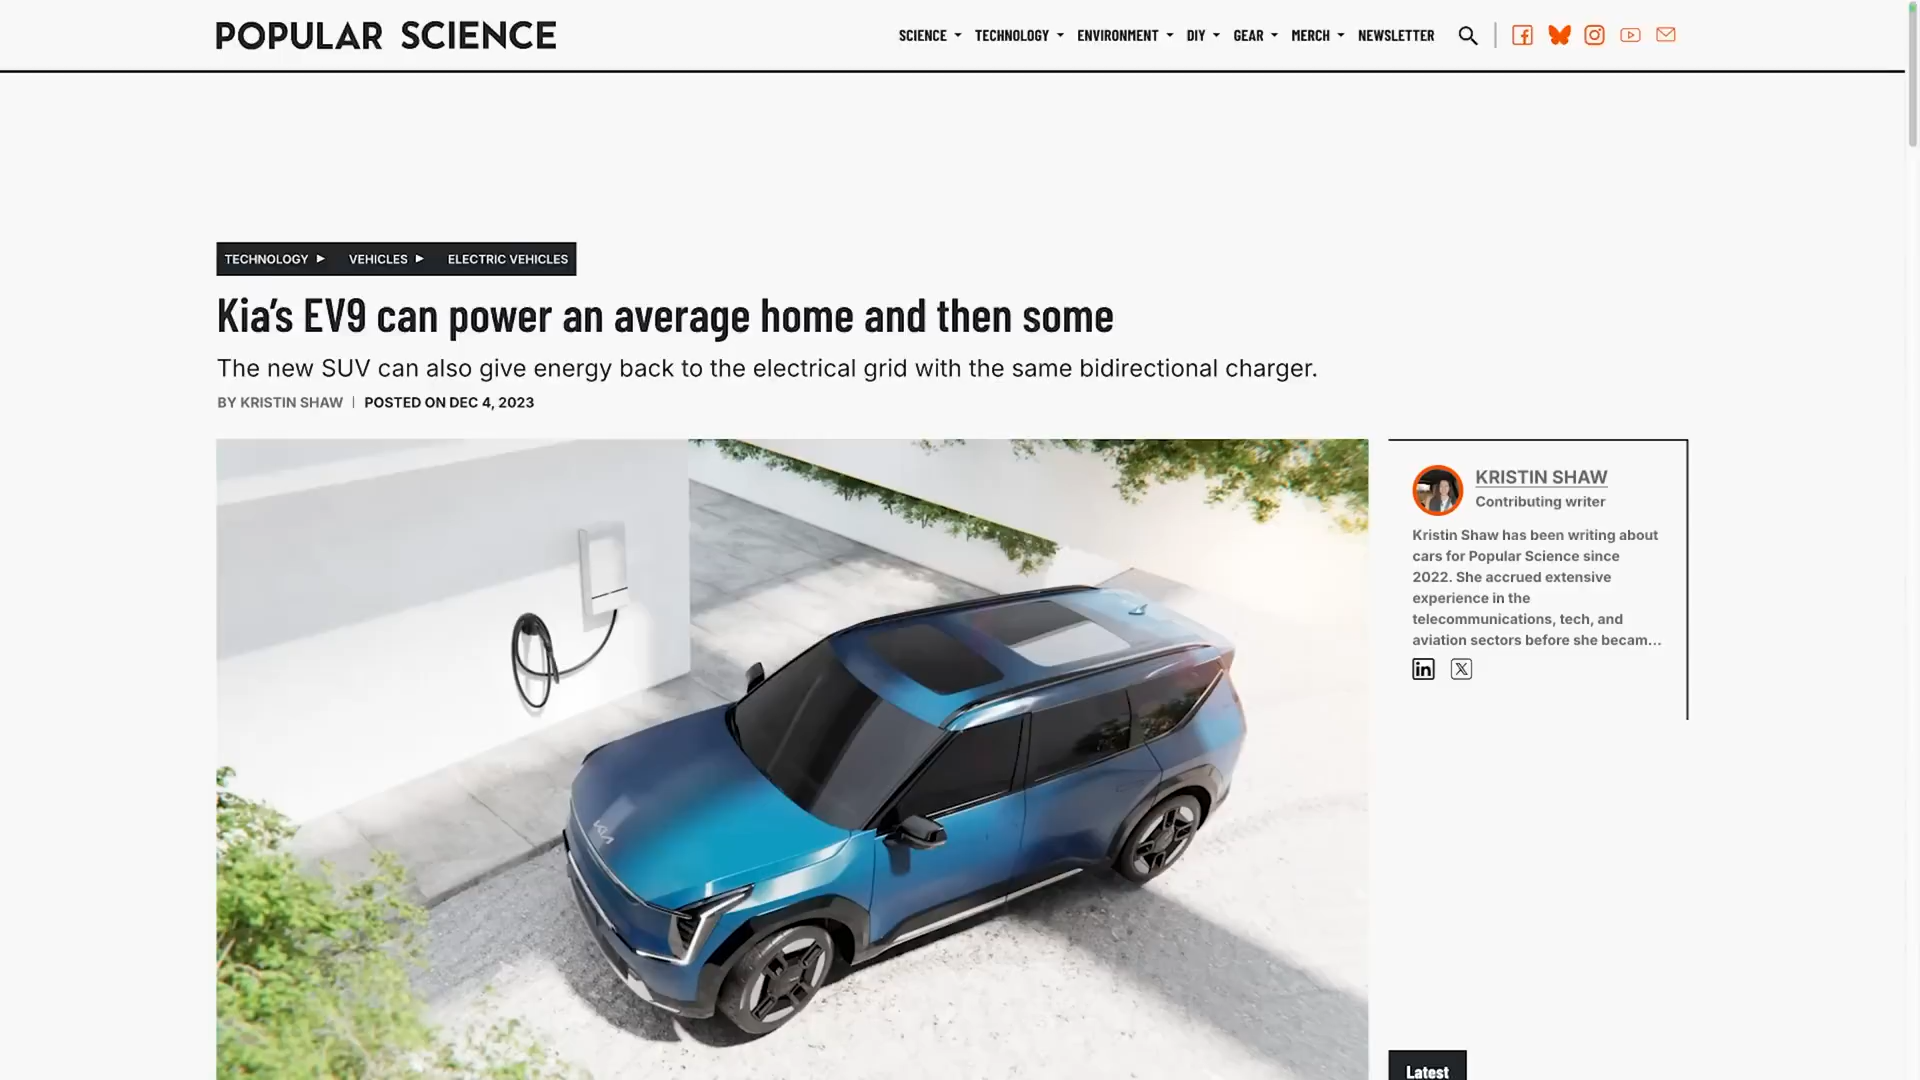 POPULAR SCIENCE
SCIENCE TECHNOLOGY ENVIRONMENT DIY GEAR MERCH NEWSLETTER
TECHNOLOGY ▶ VEHICLES ▶ ELECTRIC VEHICLES
Kia’s EV9 can power an average home and then some
The new SUV can also give energy back to the electrical grid with the same bidirectional charger.
BY KRISTIN SHAW | POSTED ON DEC 4, 2023
KRISTIN SHAW
Contributing writer
Kristin Shaw has been writing about
cars for Popular Science since
2022. She accrued extensive
experience in the
telecommunications, tech, and
aviation sectors before she becam...
in X
KIA
Latest